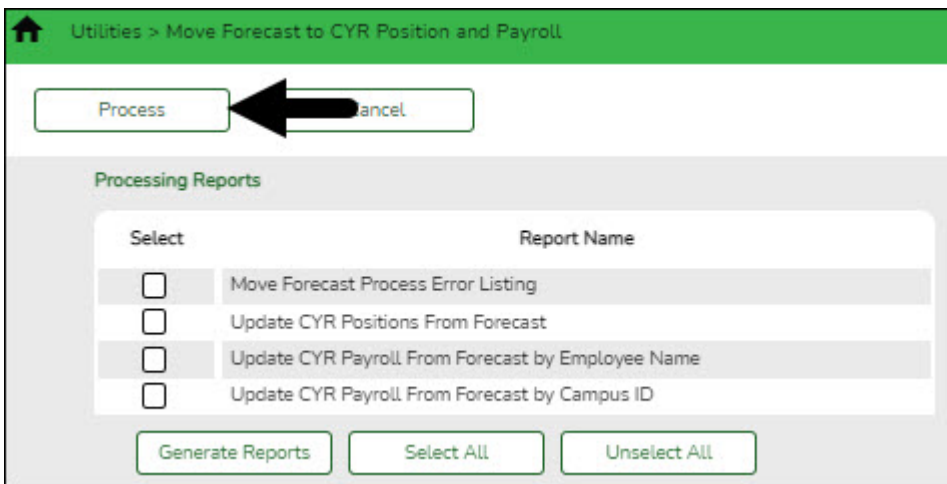 Utilities > Move Forecast to CYR Position and Payroll
Process ancel
Processing Reports
Select Report Name
Move Forecast Process Error Listing
Update CYR Positions From Forecast
Update CYR Payroll From Forecast by Employee Name
Update CYR Payroll From Forecast by Campus ID
Generate Reports Select All Unselect All